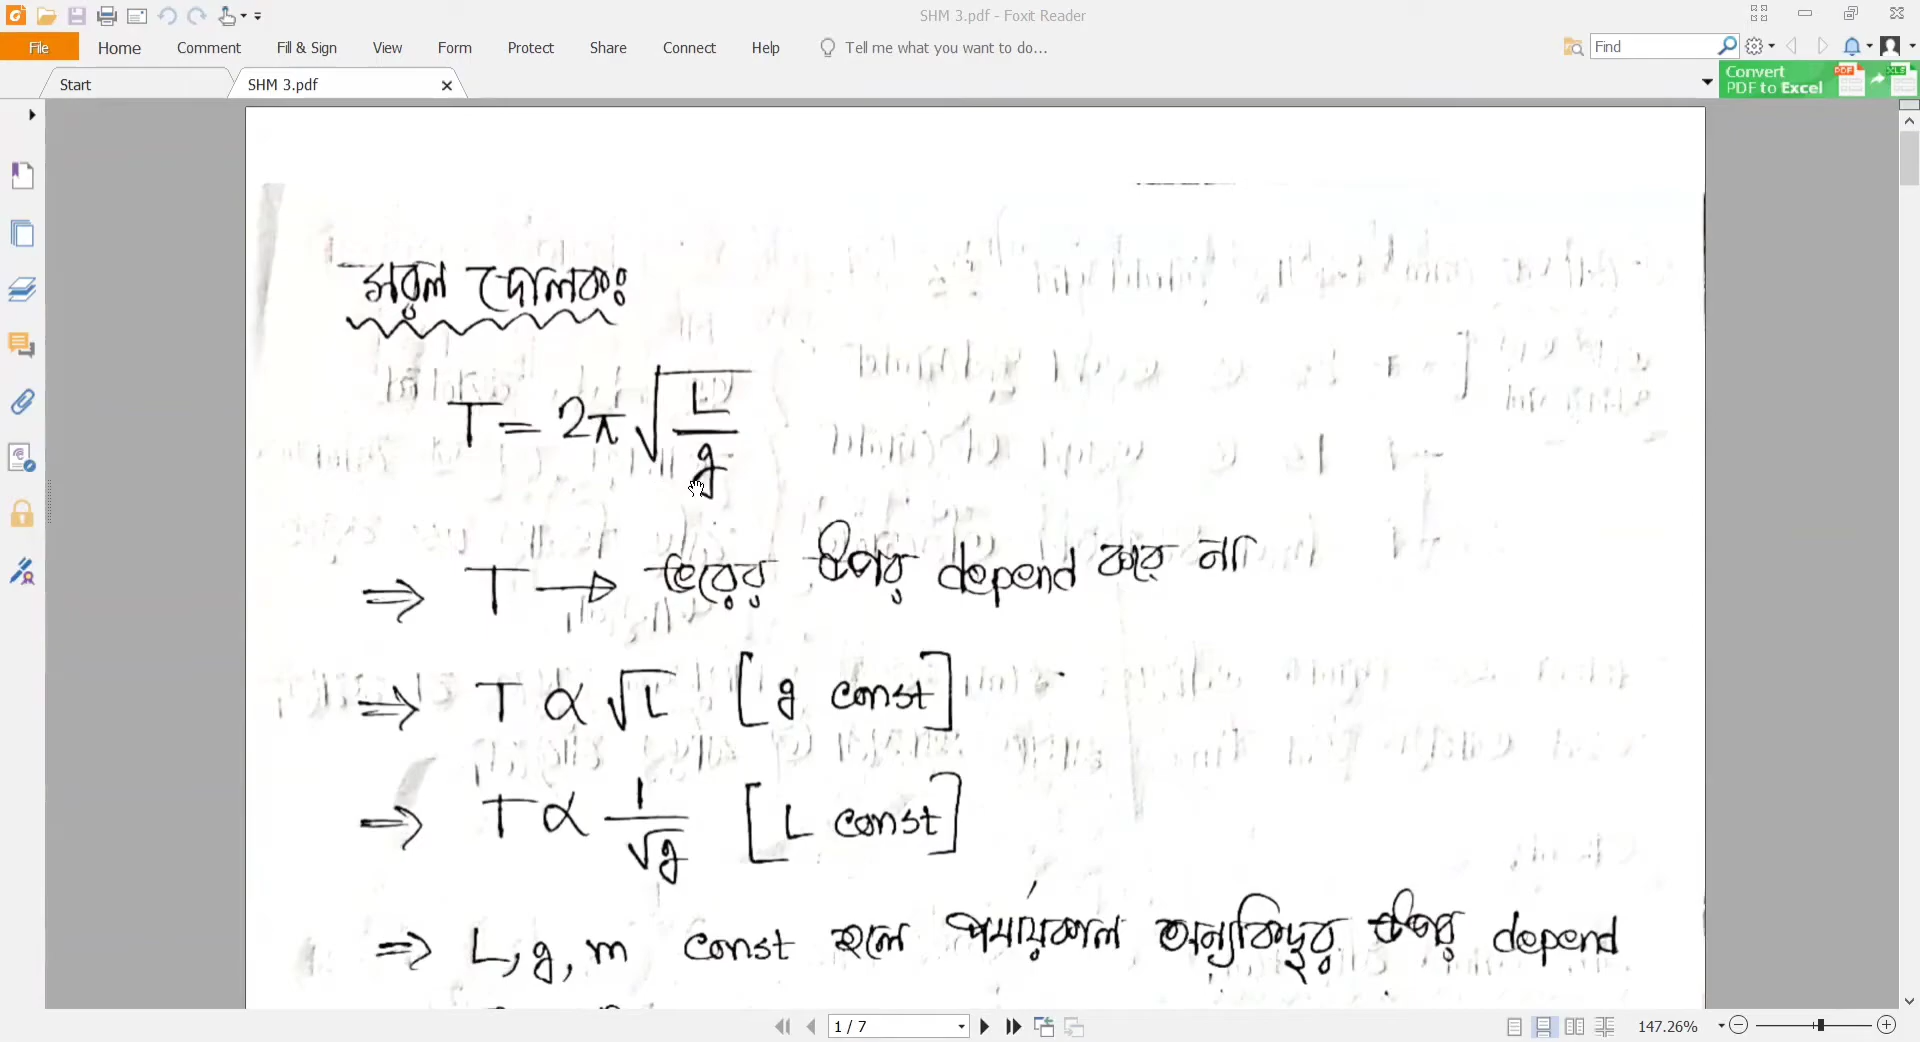 SHM 3.pdf - Foxit Reader
File Home Comment Fill & Sign View Form Protect Share Connect Help Tell me what you want to do... Find
Start SHM 3.pdf
Convert
PDF to Excel
সরল দোলকঃ
T = 2π √(L/g)
⇒ T → ভরের উপর depend করে না
⇒ T ∝ √L [g const]
⇒ T ∝ 1/√g [L const]
⇒ L, g, m const হলে পর্যায়কাল অন্যকিছুর উপর depend
1 / 7
147.26%